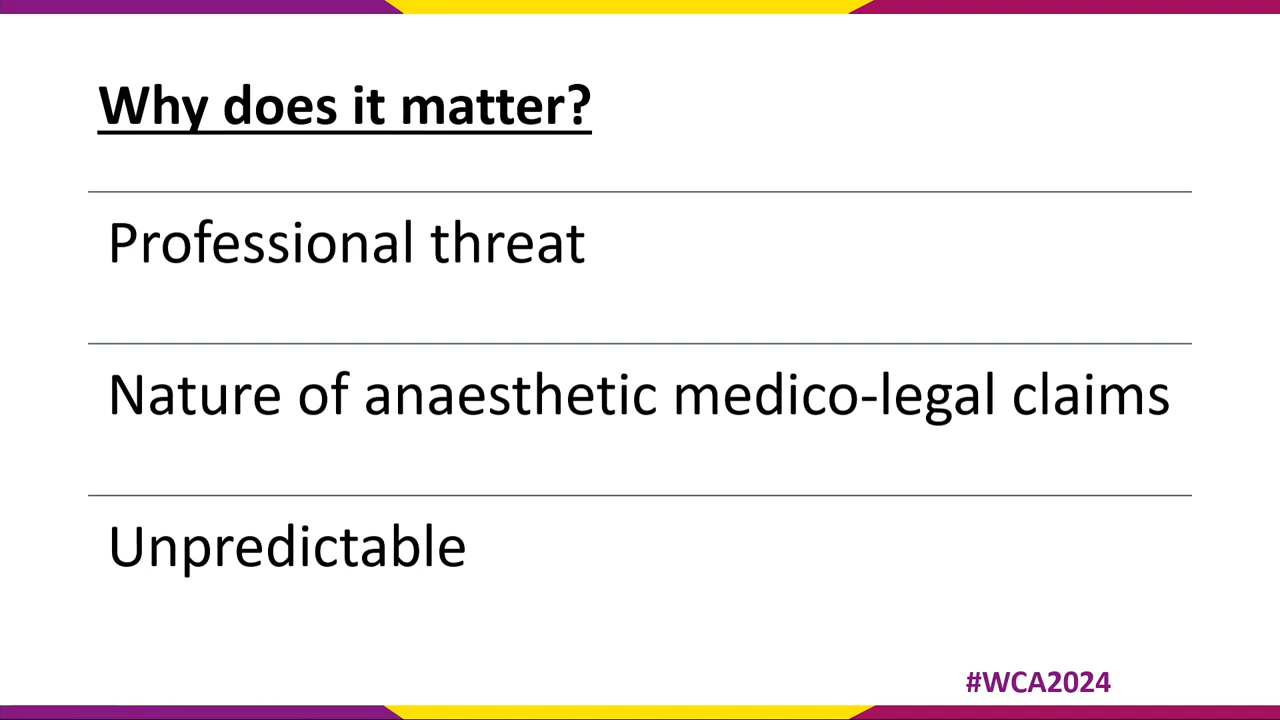 Why does it matter?
Professional threat
Nature of anaesthetic medico-legal claims
Unpredictable
#WCA2024